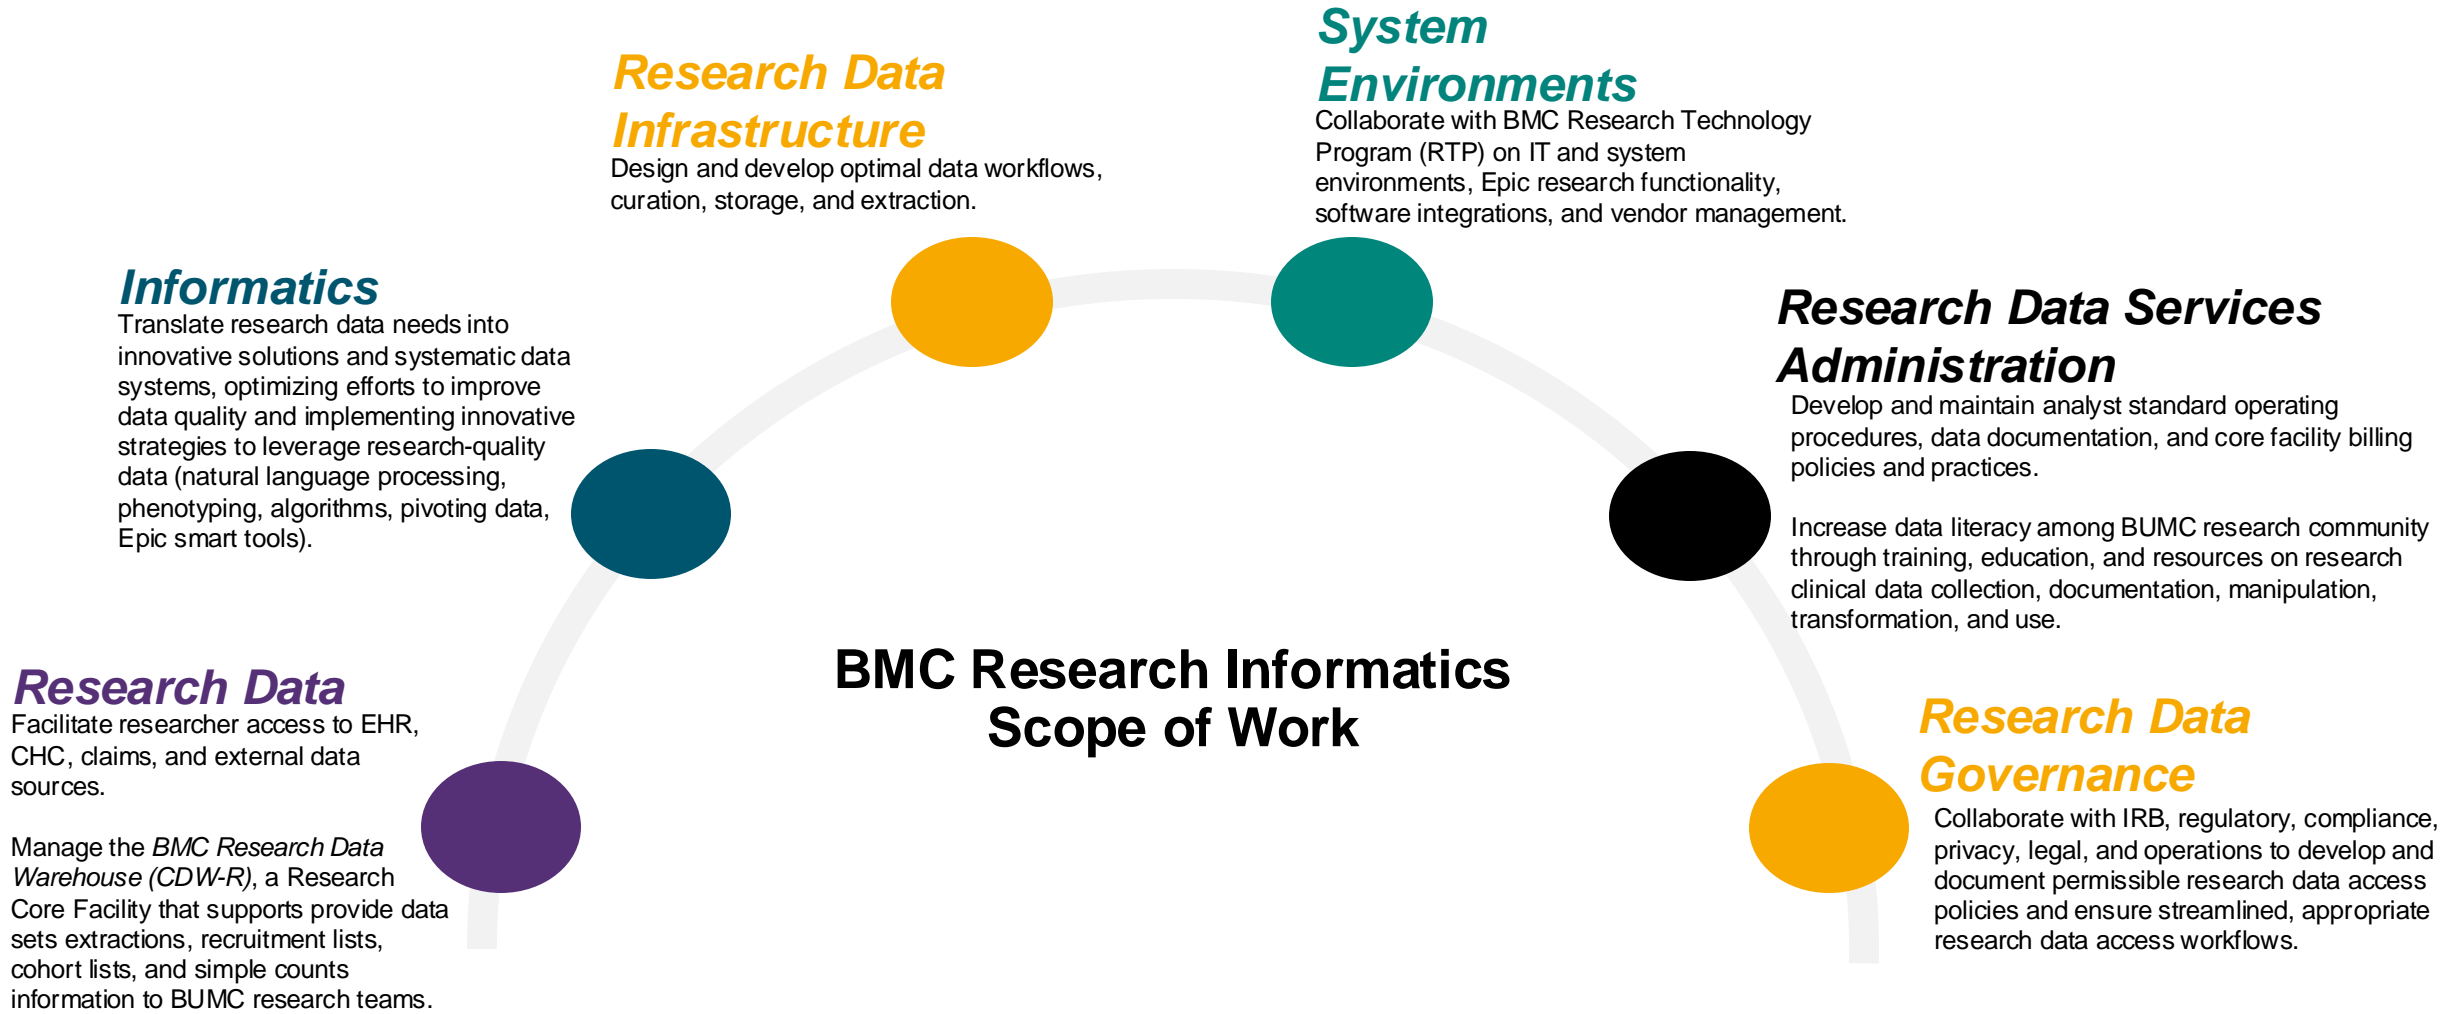 System
Environments
Collaborate with BMC Research Technology
Program (RTP) on IT and system
environments, Epic research functionality,
software integrations, and vendor management.
Research Data
Infrastructure
Design and develop optimal data workflows,
curation, storage, and extraction.
Informatics
Translate research data needs into
innovative solutions and systematic data
systems, optimizing efforts to improve
data quality and implementing innovative
strategies to leverage research-quality
data (natural language processing,
phenotyping, algorithms, pivoting data,
Epic smart tools).
Research Data Services
Administration
Develop and maintain analyst standard operating
procedures, data documentation, and core facility billing
policies and practices.
Increase data literacy among BUMC research community
through training, education, and resources on research
clinical data collection, documentation, manipulation,
transformation, and use.
BMC Research Informatics
Scope of Work
Research Data
Facilitate researcher access to EHR,
CHC, claims, and external data
sources.
Manage the BMC Research Data
Warehouse (CDW-R), a Research
Core Facility that supports provide data
sets extractions, recruitment lists,
cohort lists, and simple counts
information to BUMC research teams.
Research Data
Governance
Collaborate with IRB, regulatory, compliance,
privacy, legal, and operations to develop and
document permissible research data access
policies and ensure streamlined, appropriate
research data access workflows.